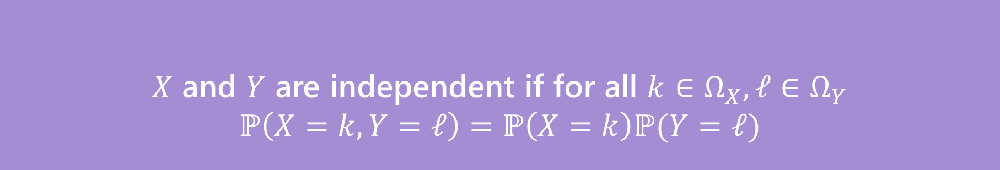 X and Y are independent if for all k ∈ Ω_X, ℓ ∈ Ω_Y
ℙ(X = k, Y = ℓ) = ℙ(X = k)ℙ(Y = ℓ)